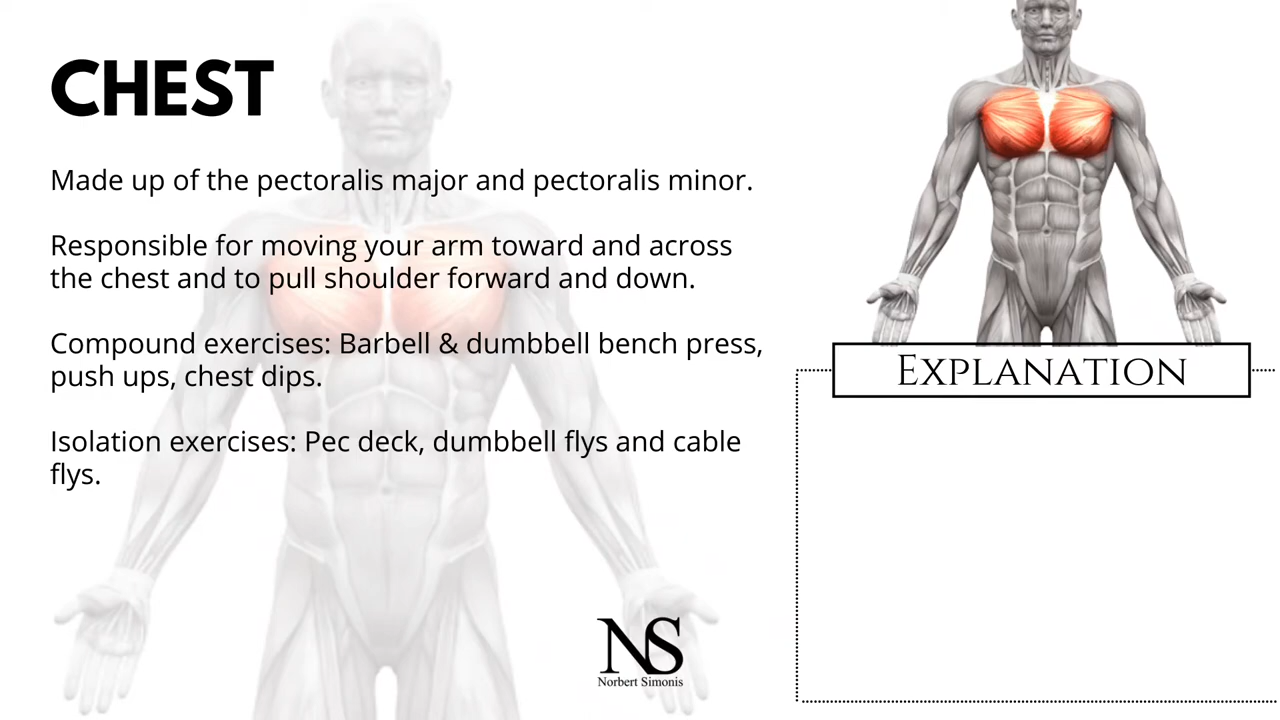 CHEST
Made up of the pectoralis major and pectoralis minor.
Responsible for moving your arm toward and across
the chest and to pull shoulder forward and down.
Compound exercises: Barbell & dumbbell bench press,
push ups, chest dips.
Isolation exercises: Pec deck, dumbbell flys and cable
flys.
NS
Norbert Simonis
Explanation